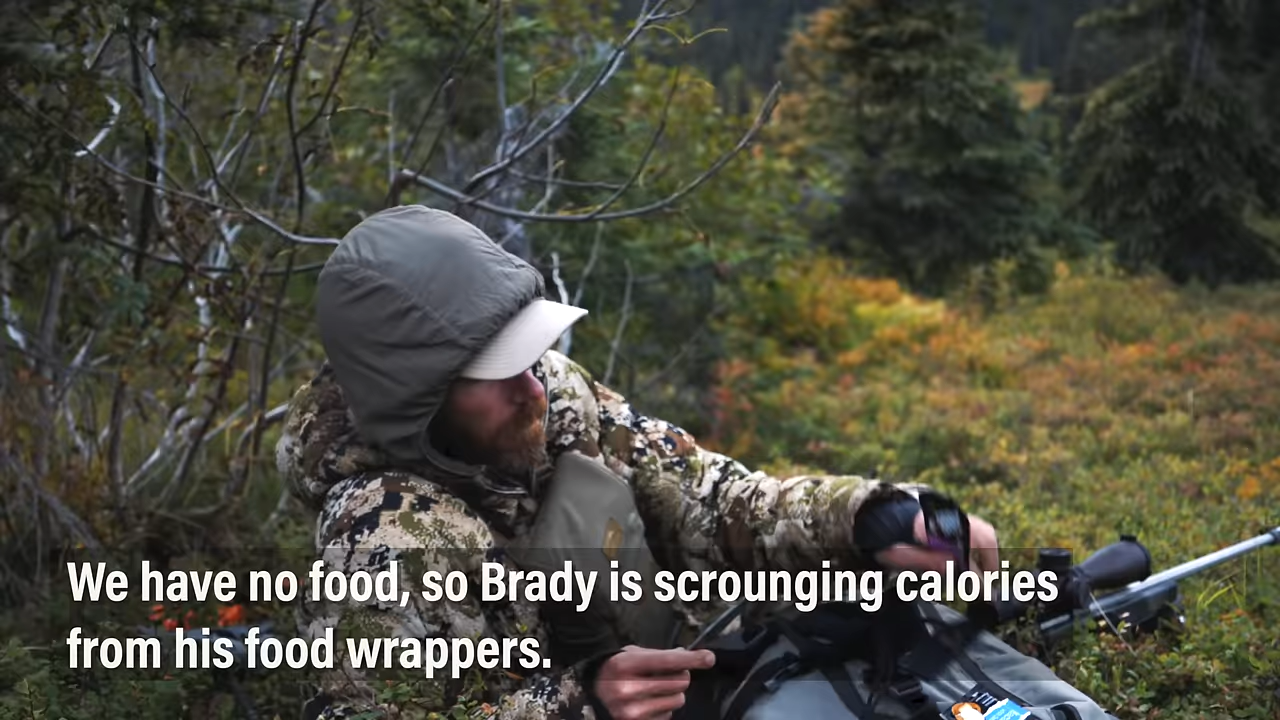 We have no food, so Brady is scrounging calories
from his food wrappers.